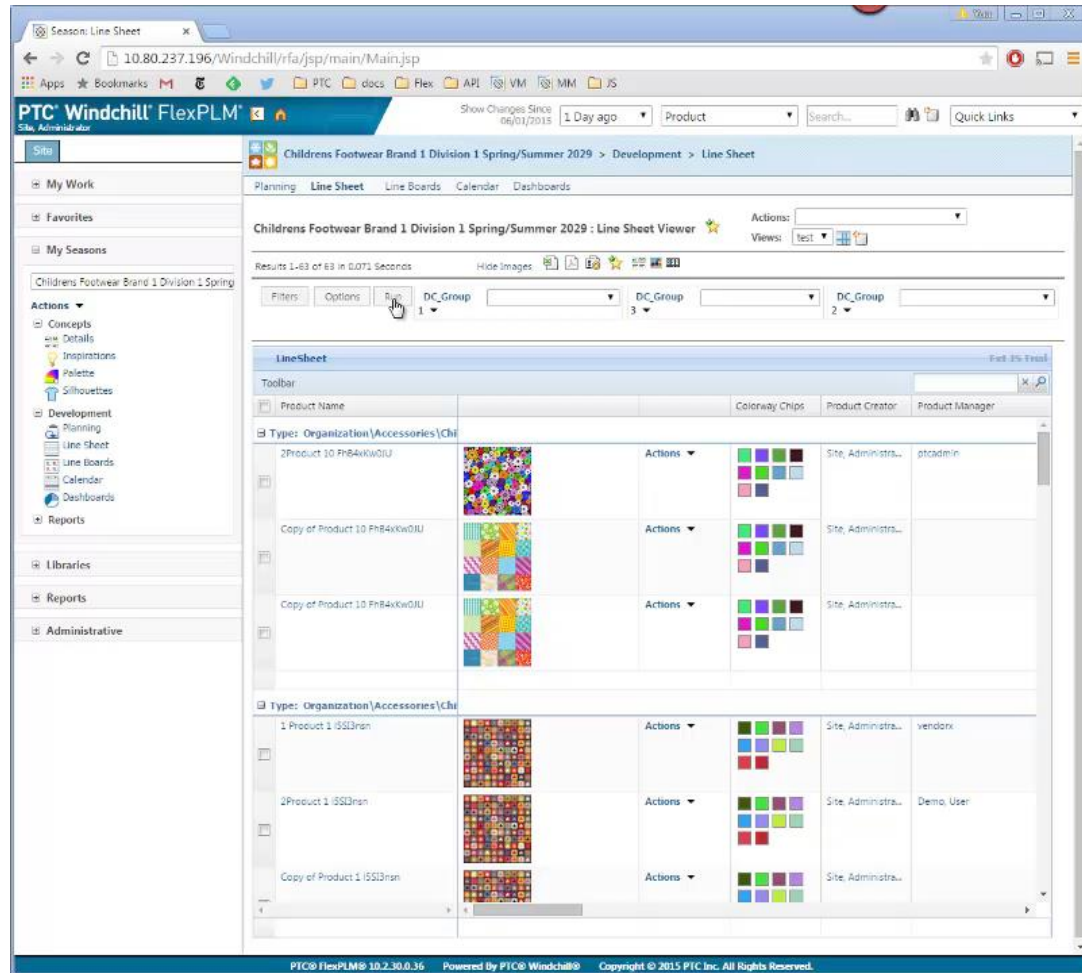 Season: Line Sheet
10.80.237.196/Windchill/rfa/jsp/main/Main.jsp
Apps Bookmarks PTC docs Flex API VM MM JS
PTC® Windchill® FlexPLM®
Site, Administrator
Show Changes Since
06/01/2015
1 Day ago
Product
Search...
Quick Links
Site
My Work
Favorites
My Seasons
Childrens Footwear Brand 1 Division 1 Spring
Actions
Concepts
Details
Inspirations
Palette
Silhouettes
Development
Planning
Line Sheet
Line Boards
Calendar
Dashboards
Reports
Libraries
Reports
Administrative
Childrens Footwear Brand 1 Division 1 Spring/Summer 2029 > Development > Line Sheet
Planning Line Sheet Line Boards Calendar Dashboards
Childrens Footwear Brand 1 Division 1 Spring/Summer 2029 : Line Sheet Viewer
Actions:
Views: test
Results 1-63 of 63 in 0.071 Seconds
Hide Images
Filters Options Run
DC_Group 1
DC_Group 3
DC_Group 2
LineSheet
Ext JS Trial
Toolbar
Product Name Colorway Chips Product Creator Product Manager
Type: Organization\Accessories\Chi
2Product 10 Actions Site, Administra... ptcadmin
Copy of Product 10 Actions Site, Administra...
Copy of Product 10 Actions Site, Administra...
Type: Organization\Accessories\Chi
1 Product 1 Actions Site, Administra... vendorx
2Product 1 Actions Site, Administra... Demo, User
Copy of Product 1 Actions Site, Administra...
PTC® FlexPLM® 10.2.30.0.36 Powered By PTC® Windchill® Copyright © 2015 PTC Inc. All Rights Reserved.